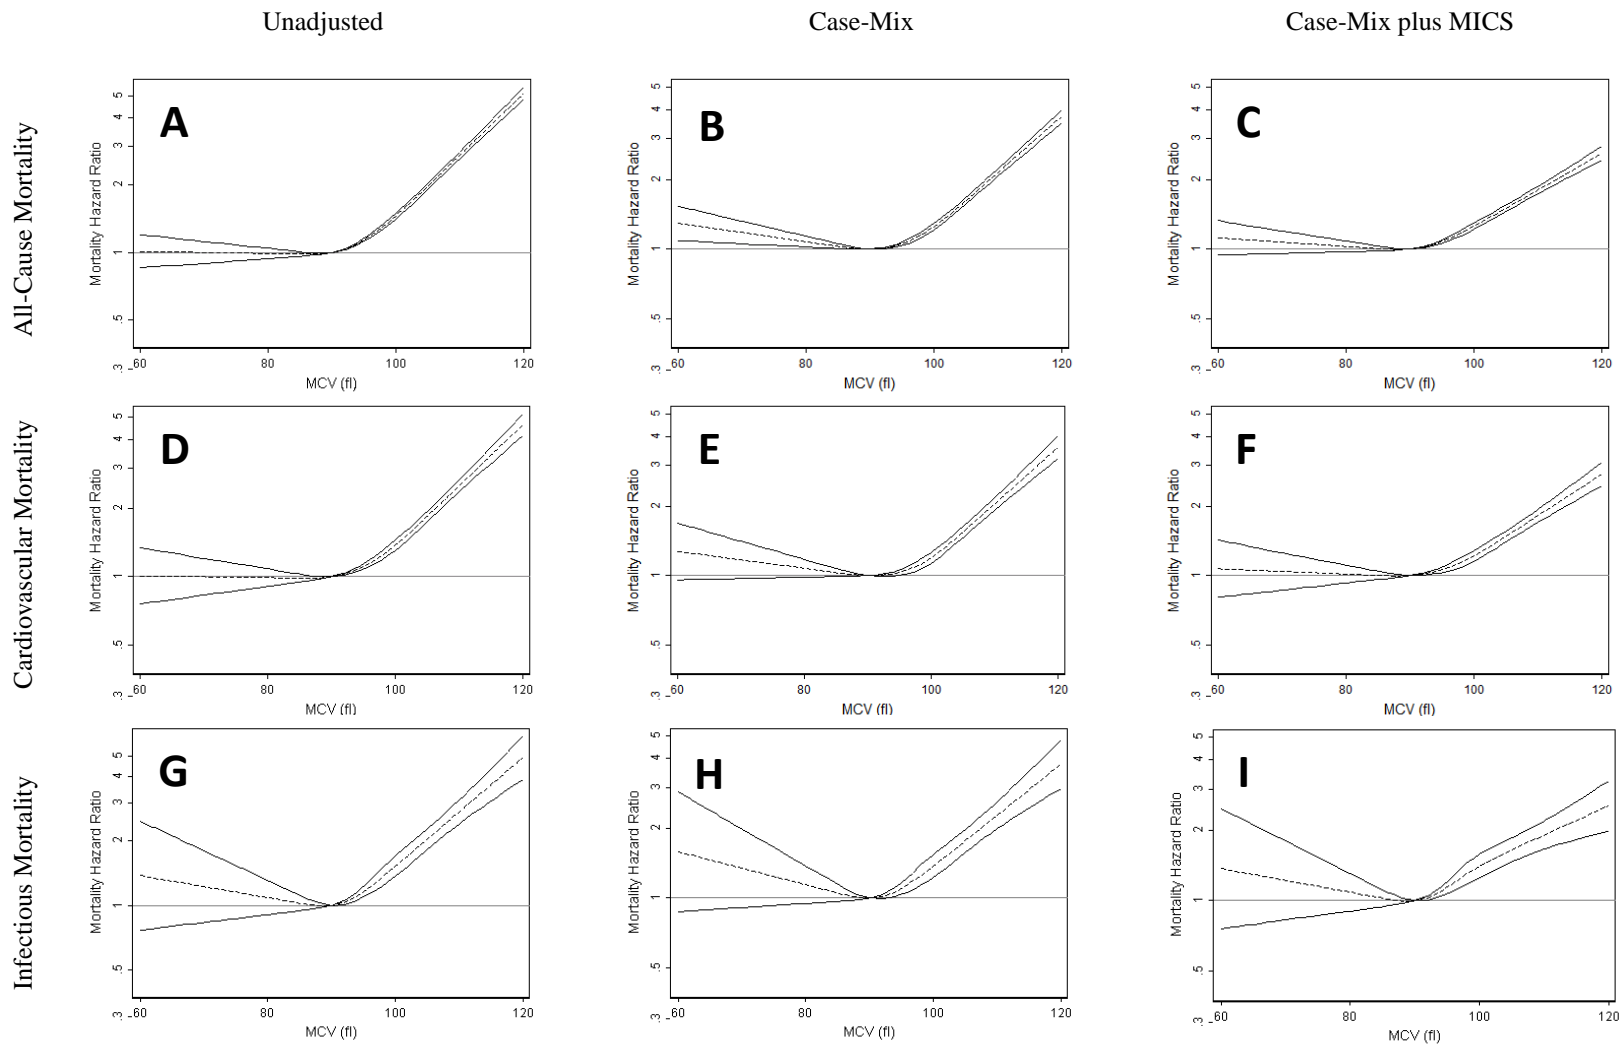 Unadjusted Case-Mix Case-Mix plus MICS
All-Cause Mortality
Mortality Hazard Ratio
5
4
3
2
1
.5
.3
A
60 80 100 120
MCV (fl)
Mortality Hazard Ratio
5
4
3
2
1
.5
.3
B
60 80 100 120
MCV (fl)
Mortality Hazard Ratio
5
4
3
2
1
.5
.3
C
60 80 100 120
MCV (fl)
Cardiovascular Mortality
Mortality Hazard Ratio
5
4
3
2
1
.5
.3
D
60 80 100 120
MCV (fl)
Mortality Hazard Ratio
5
4
3
2
1
.5
.3
E
60 80 100 120
MCV (fl)
Mortality Hazard Ratio
5
4
3
2
1
.5
.3
F
60 80 100 120
MCV (fl)
Infectious Mortality
Mortality Hazard Ratio
5
4
3
2
1
.5
.3
G
60 80 100 120
MCV (fl)
Mortality Hazard Ratio
5
4
3
2
1
.5
.3
H
60 80 100 120
MCV (fl)
Mortality Hazard Ratio
5
4
3
2
1
.5
.3
I
60 80 100 120
MCV (fl)